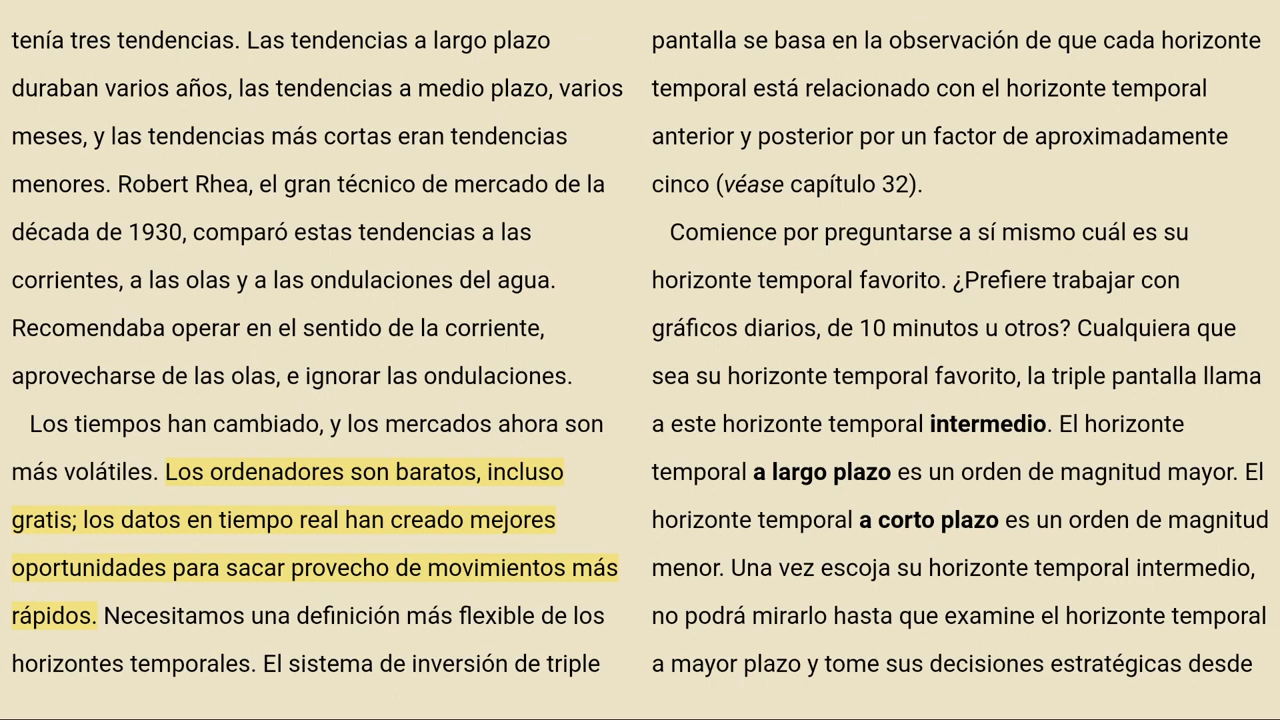 tenía tres tendencias. Las tendencias a largo plazo
duraban varios años, las tendencias a medio plazo, varios
meses, y las tendencias más cortas eran tendencias
menores. Robert Rhea, el gran técnico de mercado de la
década de 1930, comparó estas tendencias a las
corrientes, a las olas y a las ondulaciones del agua.
Recomendaba operar en el sentido de la corriente,
aprovecharse de las olas, e ignorar las ondulaciones.
Los tiempos han cambiado, y los mercados ahora son
más volátiles. Los ordenadores son baratos, incluso
gratis; los datos en tiempo real han creado mejores
oportunidades para sacar provecho de movimientos más
rápidos. Necesitamos una definición más flexible de los
horizontes temporales. El sistema de inversión de triple
pantalla se basa en la observación de que cada horizonte
temporal está relacionado con el horizonte temporal
anterior y posterior por un factor de aproximadamente
cinco (véase capítulo 32).
Comience por preguntarse a sí mismo cuál es su
horizonte temporal favorito. ¿Prefiere trabajar con
gráficos diarios, de 10 minutos u otros? Cualquiera que
sea su horizonte temporal favorito, la triple pantalla llama
a este horizonte temporal intermedio. El horizonte
temporal a largo plazo es un orden de magnitud mayor. El
horizonte temporal a corto plazo es un orden de magnitud
menor. Una vez escoja su horizonte temporal intermedio,
no podrá mirarlo hasta que examine el horizonte temporal
a mayor plazo y tome sus decisiones estratégicas desde